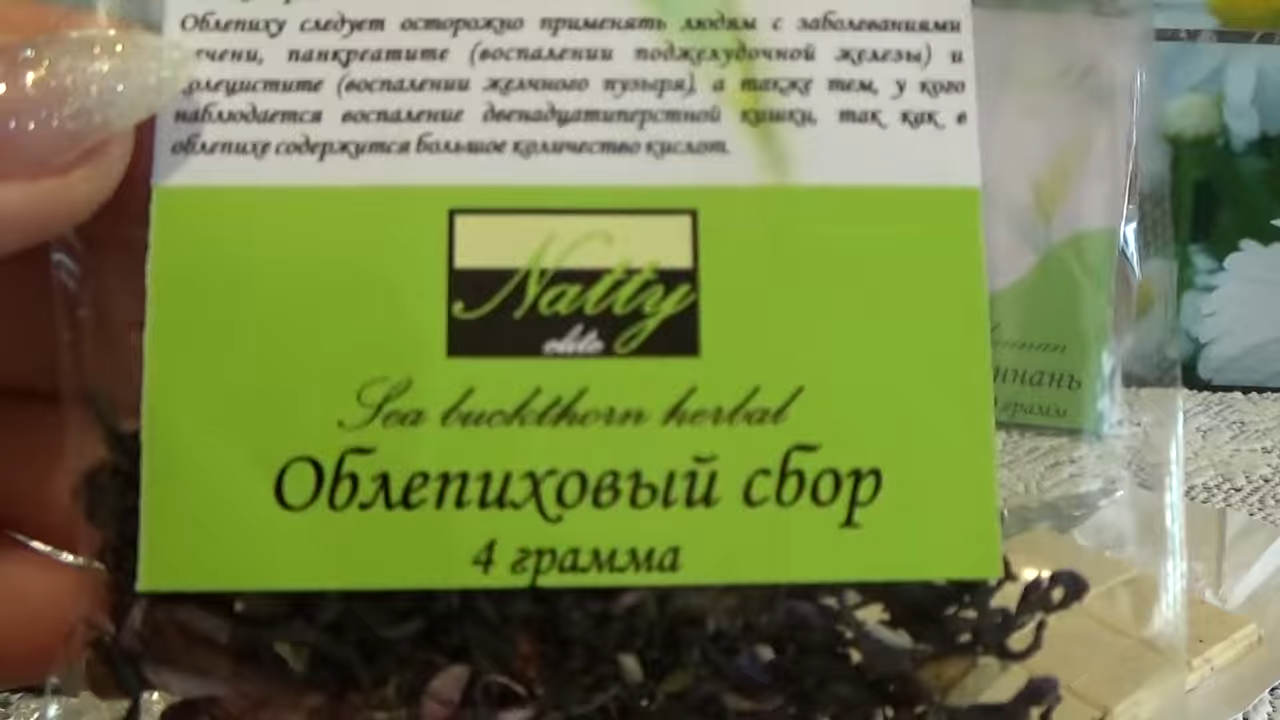 Облепиху следует осторожно применять людям с заболеваниями
печени, панкреатите (воспалении поджелудочной железы) и
холецистите (воспалении желчного пузыря), а также тем, у кого
наблюдается воспаление двенадцатиперстной кишки, так как в
облепихе содержится большое количество кислот.
Natty
elite
Sea buckthorn herbal
Облепиховый сбор
4 грамма